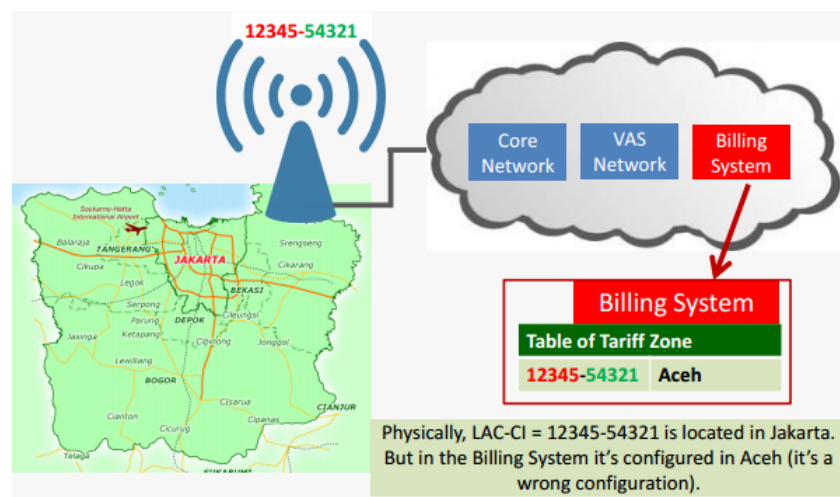 12345-54321
Core
Network
VAS
Network
Billing
System
Soekarno-Hatta
International Airport
Balaraja
TANGERANG
JAKARTA
Srengseng
Cikupa
Cikarang
Legok
BEKASI
Serpong
Cileungsi
Parung
DEPOK
Jasinga
Ketapang
Cibinong
Jonggol
Lewiliang
BOGOR
Cisarua
CIANJUR
Cianton
Cipanas
Cicurug
Telaga
SUKABUMI
Billing System
Table of Tariff Zone
12345-54321 Aceh
Physically, LAC-CI = 12345-54321 is located in Jakarta.
But in the Billing System it’s configured in Aceh (it’s a
wrong configuration).